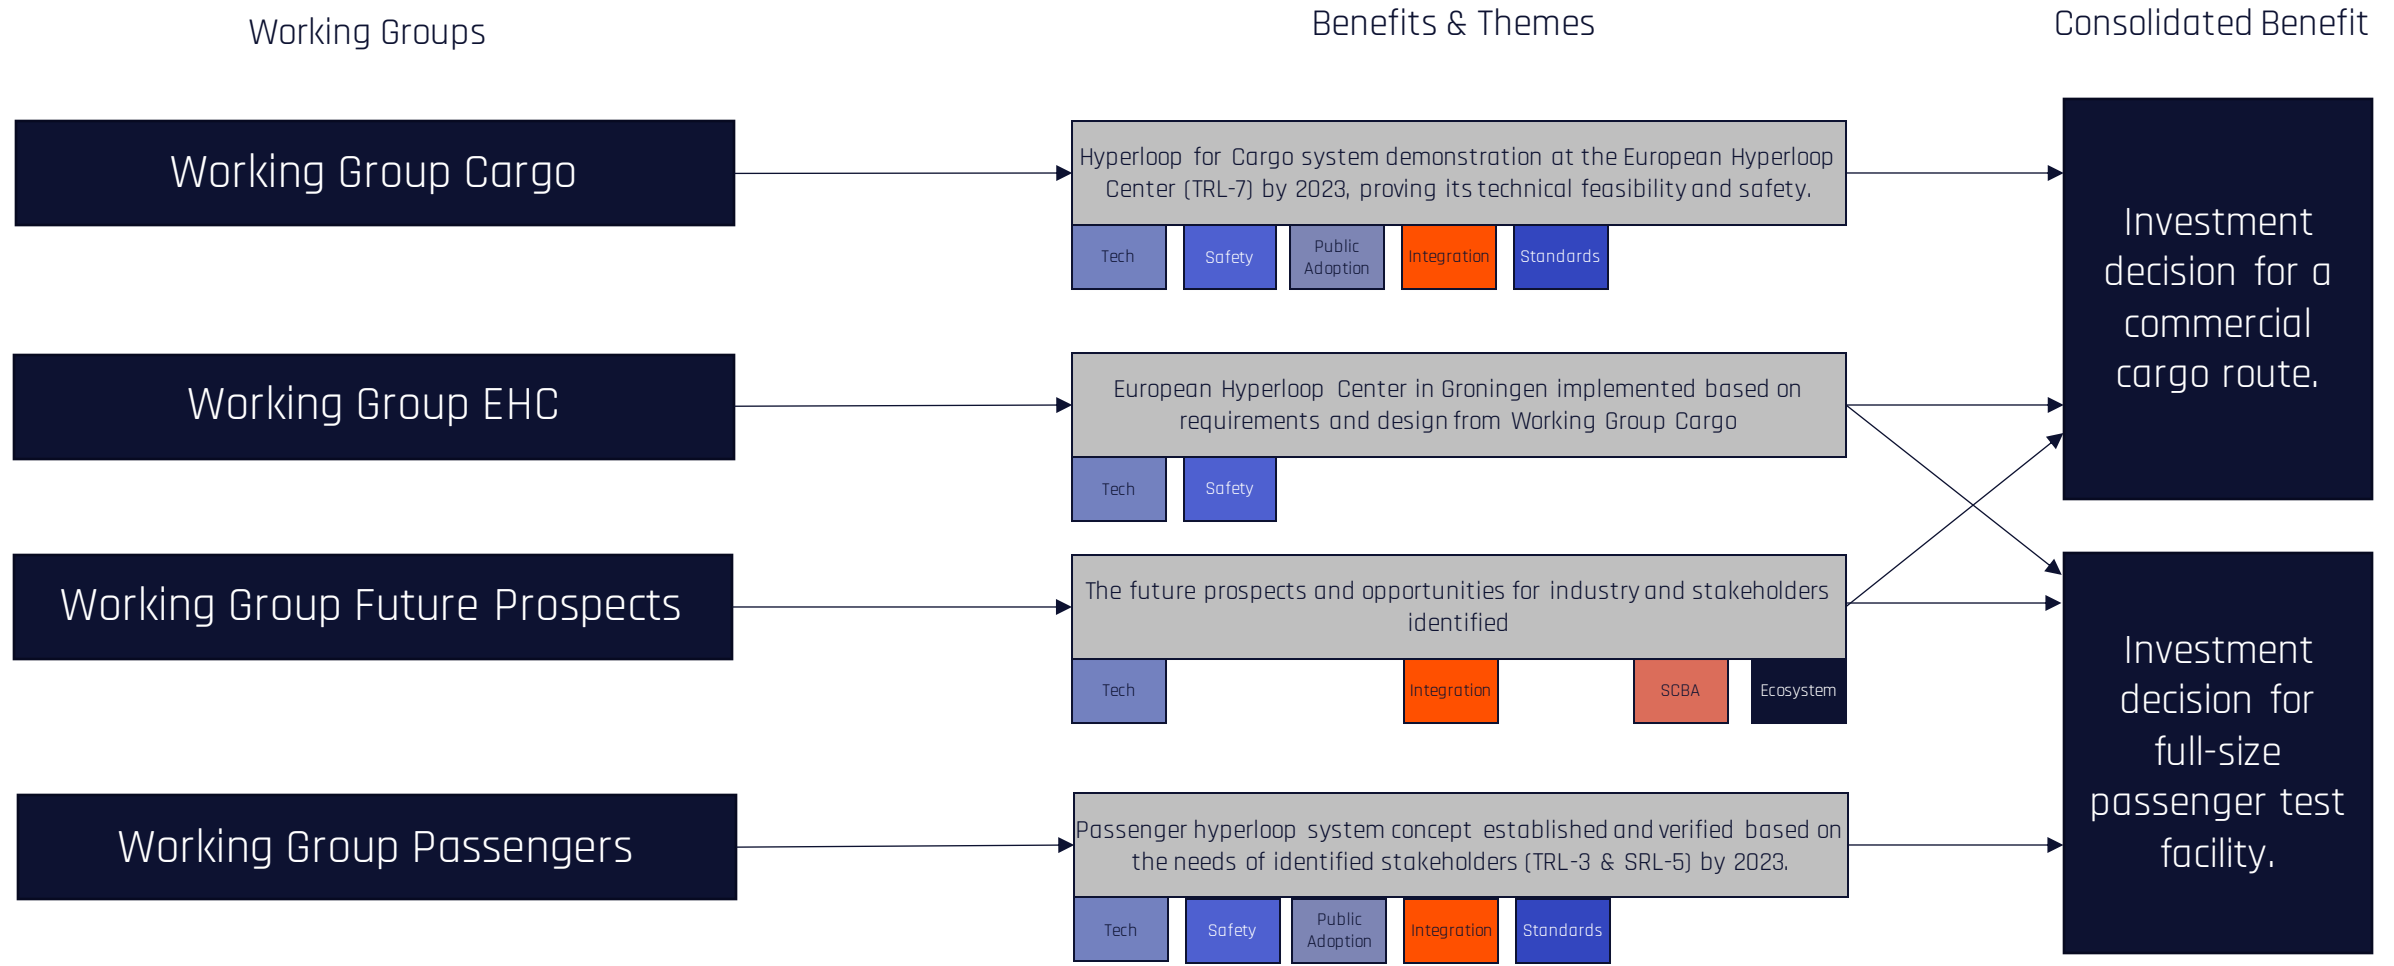 Working Groups
Benefits & Themes
Consolidated Benefit
Working Group Cargo
Hyperloop for Cargo system demonstration at the European Hyperloop
Center (TRL-7) by 2023, proving its technical feasibility and safety.
Tech
Safety
Public
Adoption
Integration
Standards
Investment
decision for a
commercial
cargo route.
Working Group EHC
European Hyperloop Center in Groningen implemented based on
requirements and design from Working Group Cargo
Tech
Safety
Working Group Future Prospects
The future prospects and opportunities for industry and stakeholders
identified
Tech
Integration
SCBA
Ecosystem
Investment
decision for
full-size
passenger test
facility.
Working Group Passengers
Passenger hyperloop system concept established and verified based on
the needs of identified stakeholders (TRL-3 & SRL-5) by 2023.
Tech
Safety
Public
Adoption
Integration
Standards